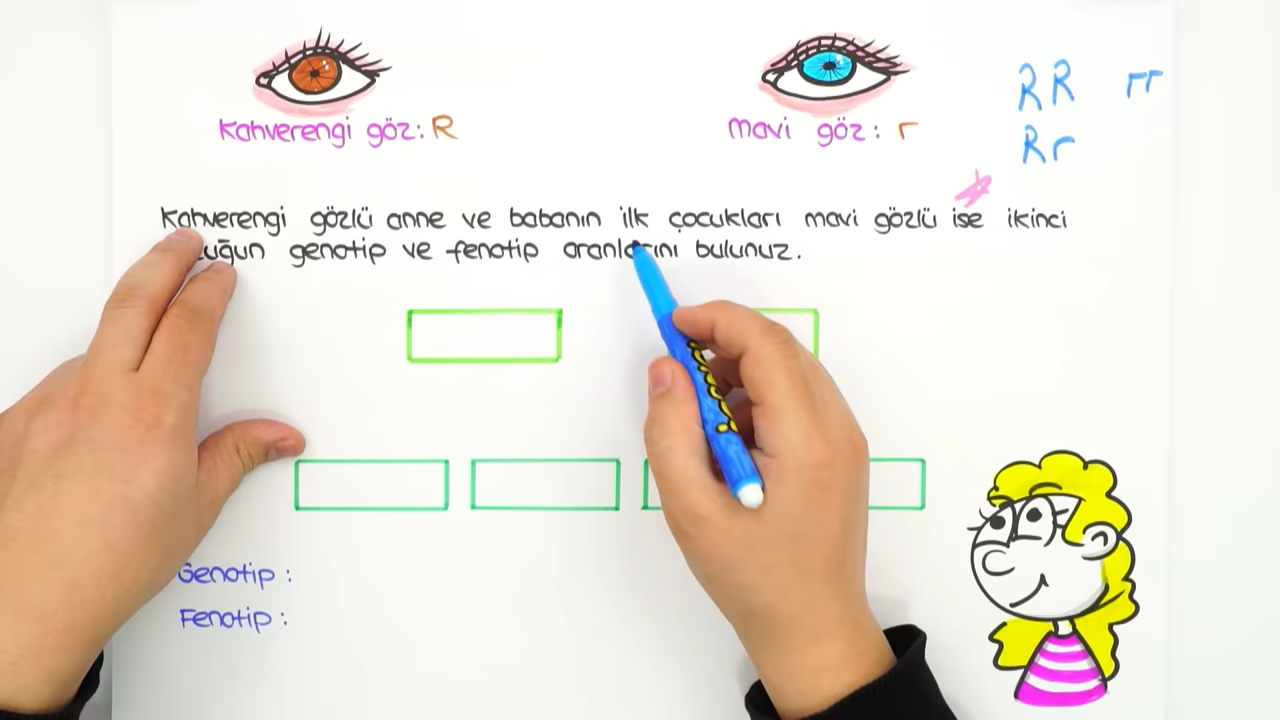 RR rr
Kahverengi göz: R mavi göz: r
Rr
Kahverengi gözlü anne ve babanın ilk çocukları mavi gözlü ise ikinci
genotip ve fenotip oranlarını bulunuz.
Genotip :
Fenotip :